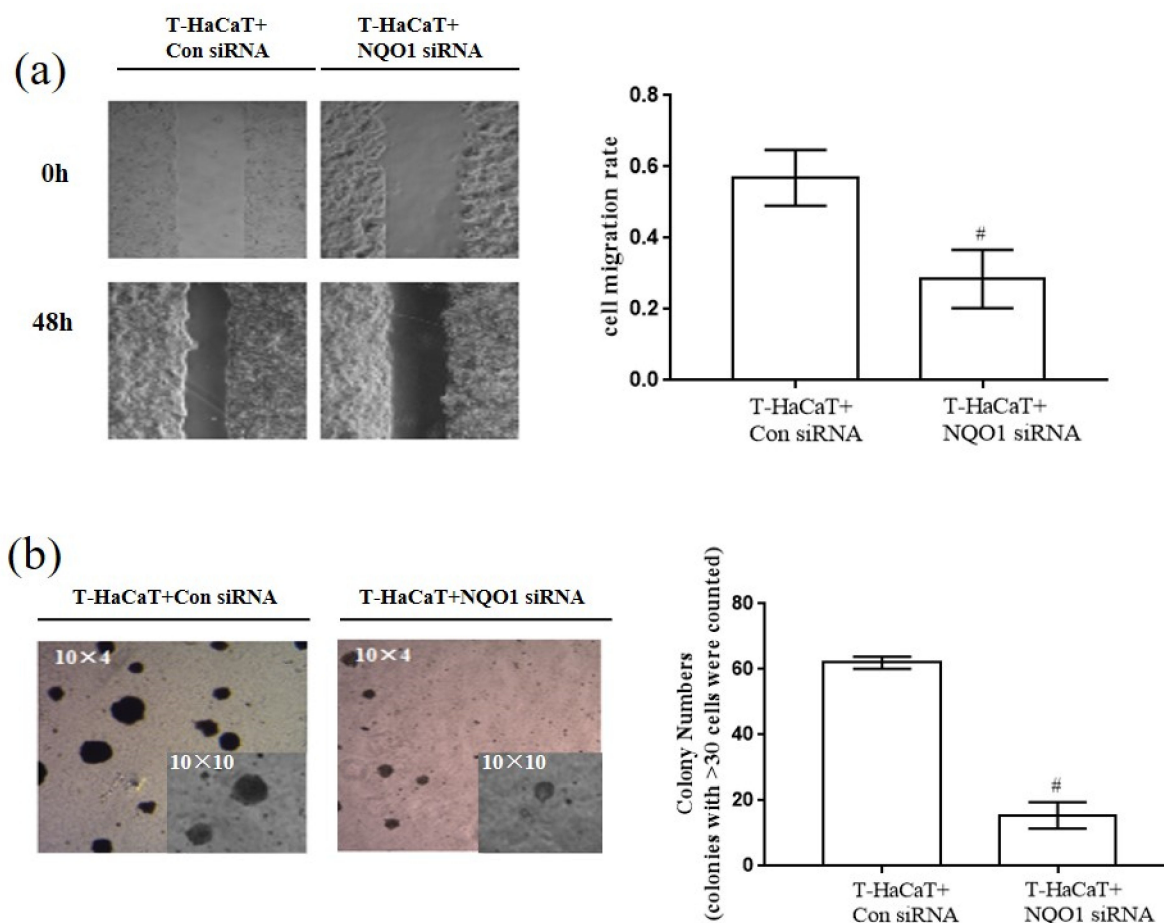 (a)
T-HaCaT+
Con siRNA
T-HaCaT+
NQO1 siRNA
0h
48h
cell migration rate
0.8
0.6
0.4
0.2
0.0
#
T-HaCaT+
Con siRNA
T-HaCaT+
NQO1 siRNA
(b)
T-HaCaT+Con siRNA
T-HaCaT+NQO1 siRNA
10×4
10×10
10×4
10×10
Colony Numbers
(colonies with >30 cells were counted)
80
60
40
20
0
#
T-HaCaT+
Con siRNA
T-HaCaT+
NQO1 siRNA